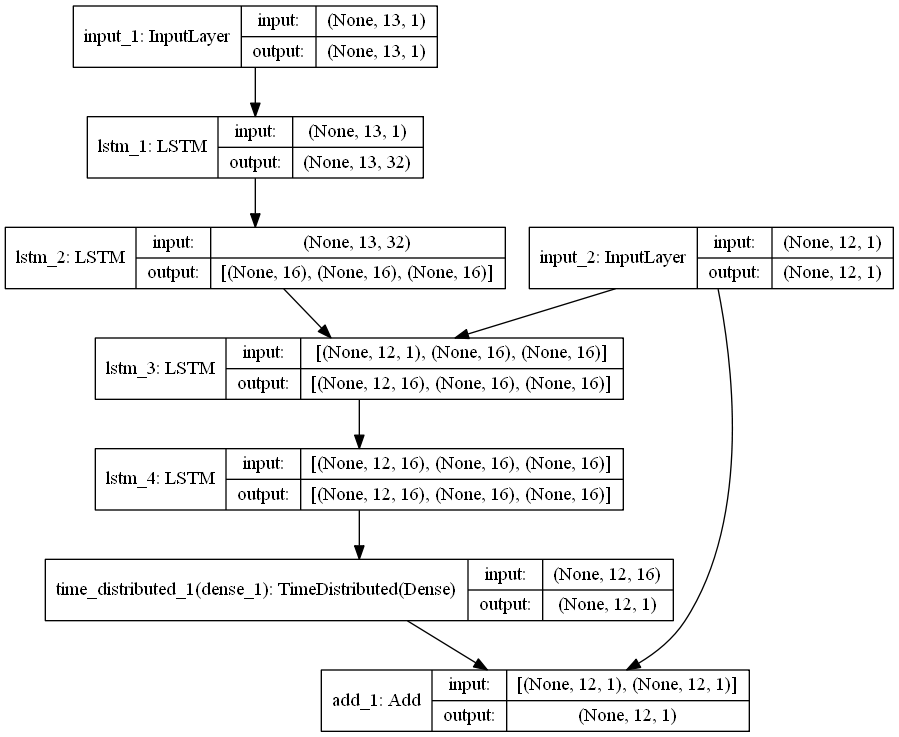 input_1: InputLayer
input: (None, 13, 1)
output: (None, 13, 1)
lstm_1: LSTM
input: (None, 13, 1)
output: (None, 13, 32)
lstm_2: LSTM
input: (None, 13, 32)
output: [(None, 16), (None, 16), (None, 16)]
input_2: InputLayer
input: (None, 12, 1)
output: (None, 12, 1)
lstm_3: LSTM
input: [(None, 12, 1), (None, 16), (None, 16)]
output: [(None, 12, 16), (None, 16), (None, 16)]
lstm_4: LSTM
input: [(None, 12, 16), (None, 16), (None, 16)]
output: [(None, 12, 16), (None, 16), (None, 16)]
time_distributed_1(dense_1): TimeDistributed(Dense)
input: (None, 12, 16)
output: (None, 12, 1)
add_1: Add
input: [(None, 12, 1), (None, 12, 1)]
output: (None, 12, 1)